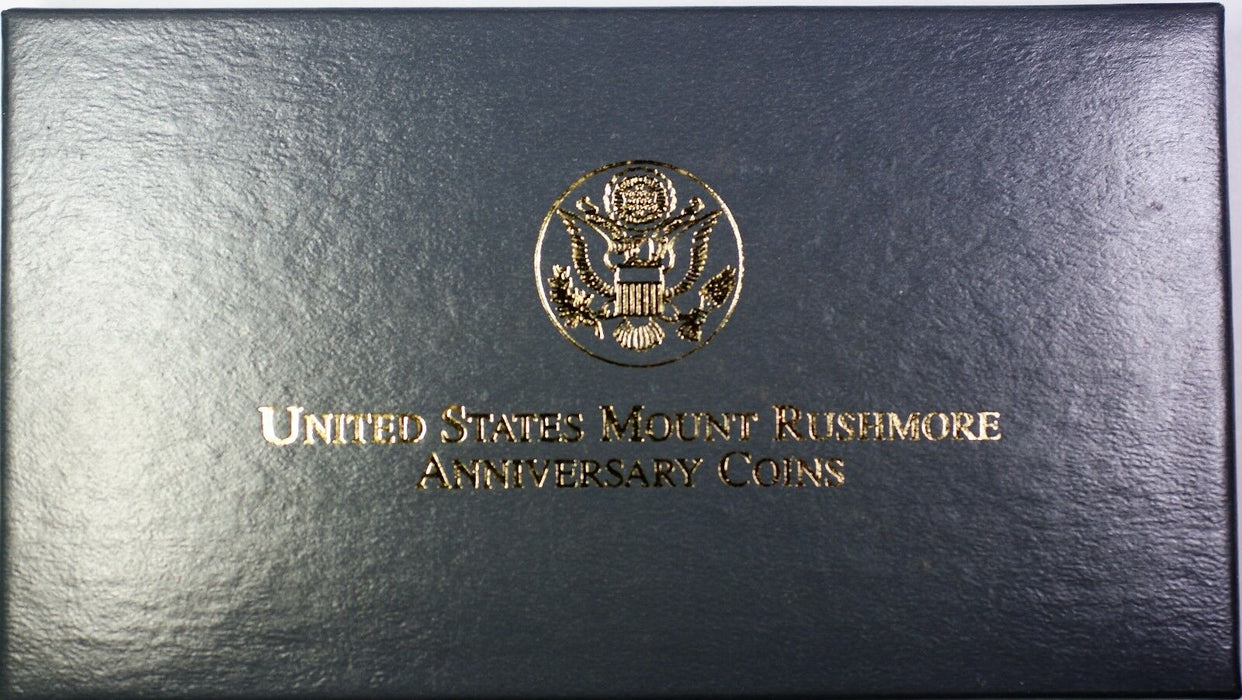 UNITED STATES MOUNT RUSHMORE
ANNIVERSARY COINS